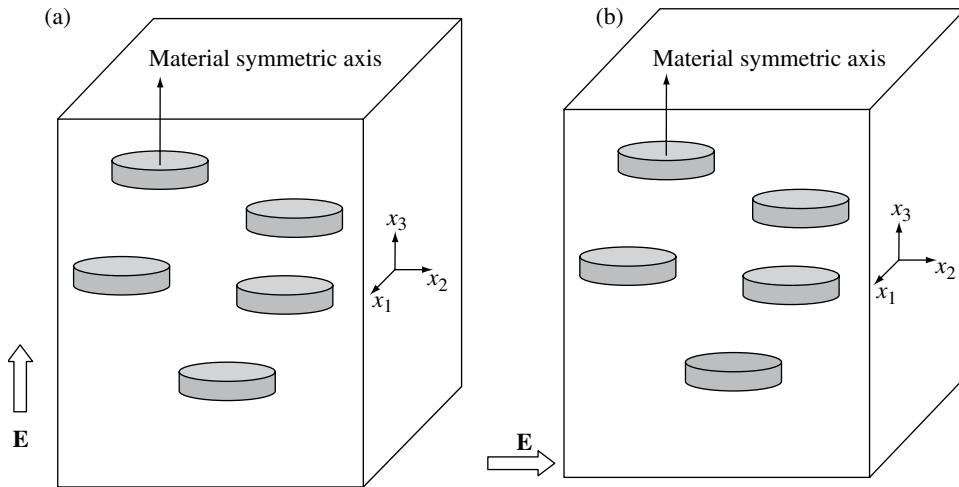 (a)
Material symmetric axis
x3
x2
x1
E
(b)
Material symmetric axis
x3
x2
x1
E